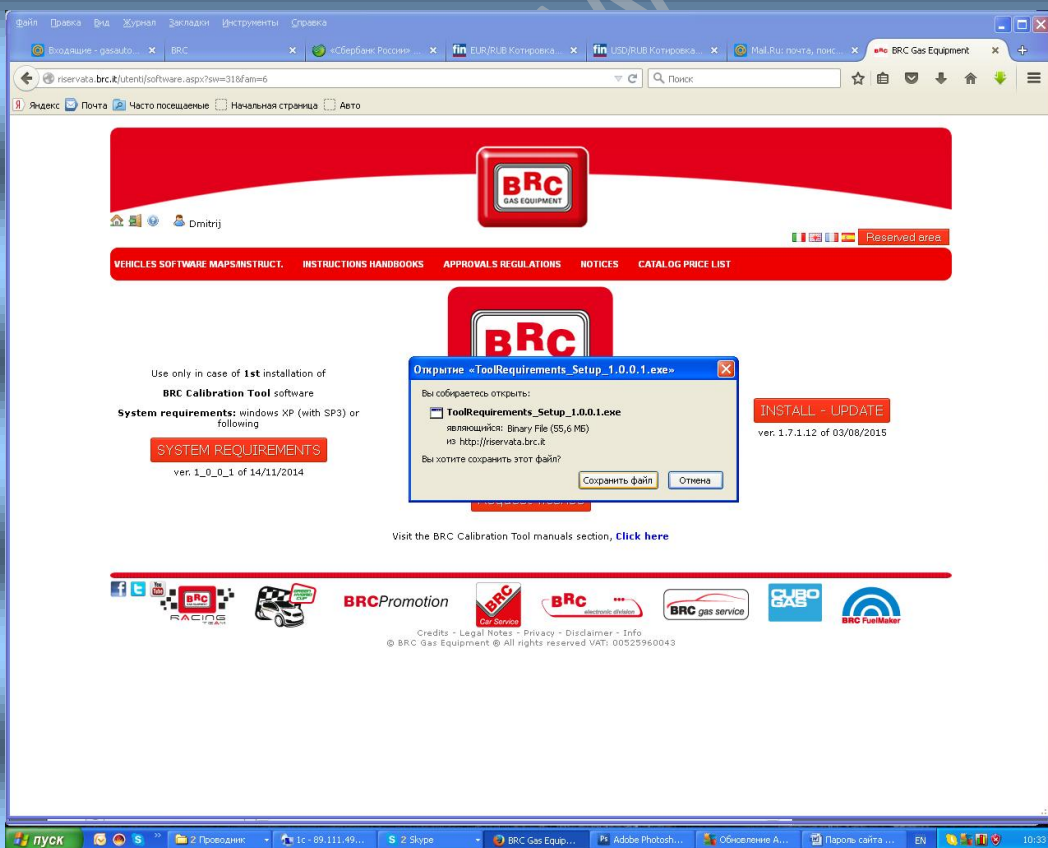 Файл Правка Вид Журнал Закладки Инструменты Справка
Входящие - gasauto... BRC «Сбербанк России» ... EUR/RUB Котировка... USD/RUB Котировка... Mail.Ru: почта, поис... BRC Gas Equipment
riservata.brc.it/utenti/software.aspx?sw=31&fam=6 Поиск
Яндекс Почта Часто посещаемые Начальная страница Авто
BRC
GAS EQUIPMENT
Dmitrij
Reserved area
VEHICLES SOFTWARE MAPS/INSTRUCT. INSTRUCTIONS HANDBOOKS APPROVALS REGULATIONS NOTICES CATALOG PRICE LIST
BRC
Use only in case of 1st installation of
BRC Calibration Tool software
System requirements: windows XP (with SP3) or
following
SYSTEM REQUIREMENTS
ver. 1_0_0_1 of 14/11/2014
Открытие «ToolRequirements_Setup_1.0.0.1.exe»
Вы собираетесь открыть:
ToolRequirements_Setup_1.0.0.1.exe
являющийся: Binary File (55,6 МБ)
из http://riservata.brc.it
Вы хотите сохранить этот файл?
Сохранить файл Отмена
INSTALL - UPDATE
ver. 1.7.1.12 of 03/08/2015
Visit the BRC Calibration Tool manuals section, Click here
BRC
RACING
TEAM
BRCPromotion
BRC
Car Service
BRC
electronic division
BRC gas service
CUBO
GAS
BRC FuelMaker
Credits - Legal Notes - Privacy - Disclaimer - Info
© BRC Gas Equipment ® All rights reserved VAT: 00525960043
пуск 2 Проводник 1c - 89.111.49... 2 Skype BRC Gas Equip... Adobe Photosh... Обновление A... Пароль сайта ... EN 10:33